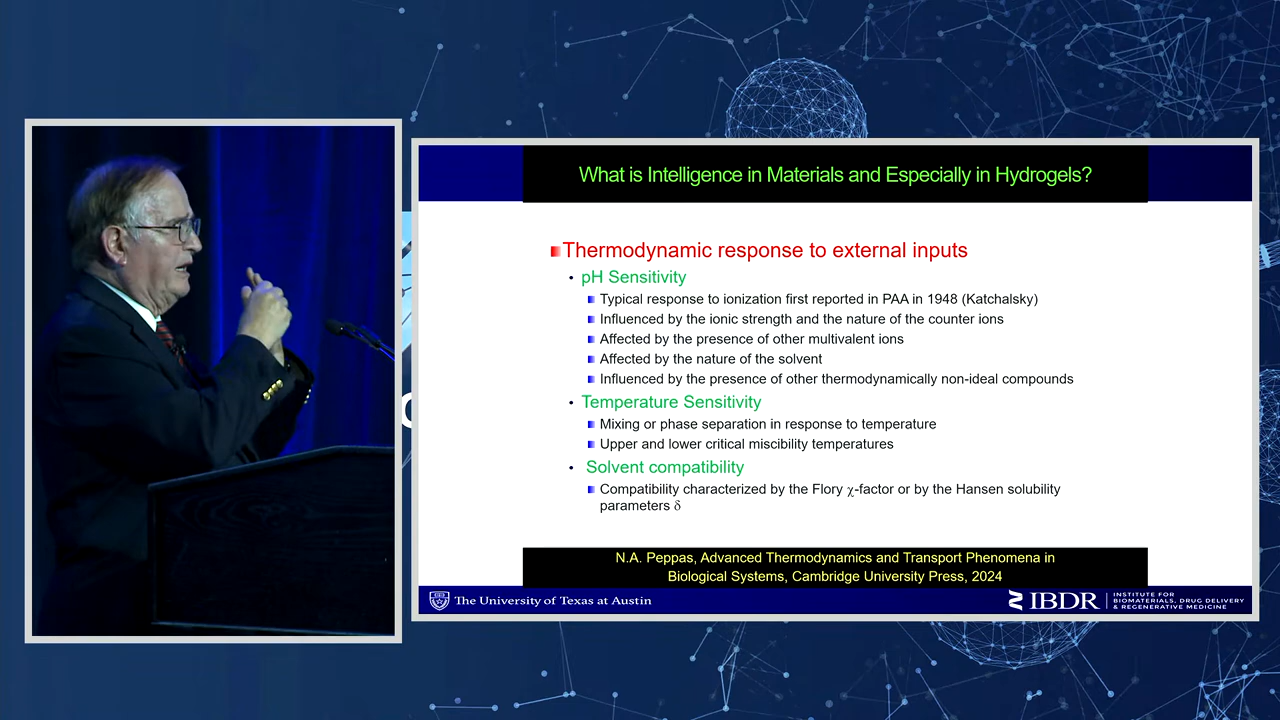 What is Intelligence in Materials and Especially in Hydrogels?
Thermodynamic response to external inputs
• pH Sensitivity
Typical response to ionization first reported in PAA in 1948 (Katchalsky)
Influenced by the ionic strength and the nature of the counter ions
Affected by the presence of other multivalent ions
Affected by the nature of the solvent
Influenced by the presence of other thermodynamically non-ideal compounds
• Temperature Sensitivity
Mixing or phase separation in response to temperature
Upper and lower critical miscibility temperatures
• Solvent compatibility
Compatibility characterized by the Flory χ-factor or by the Hansen solubility
parameters δ
N.A. Peppas, Advanced Thermodynamics and Transport Phenomena in
Biological Systems, Cambridge University Press, 2024
The University of Texas at Austin
IBDR
INSTITUTE FOR
BIOMATERIALS, DRUG DELIVERY
& REGENERATIVE MEDICINE